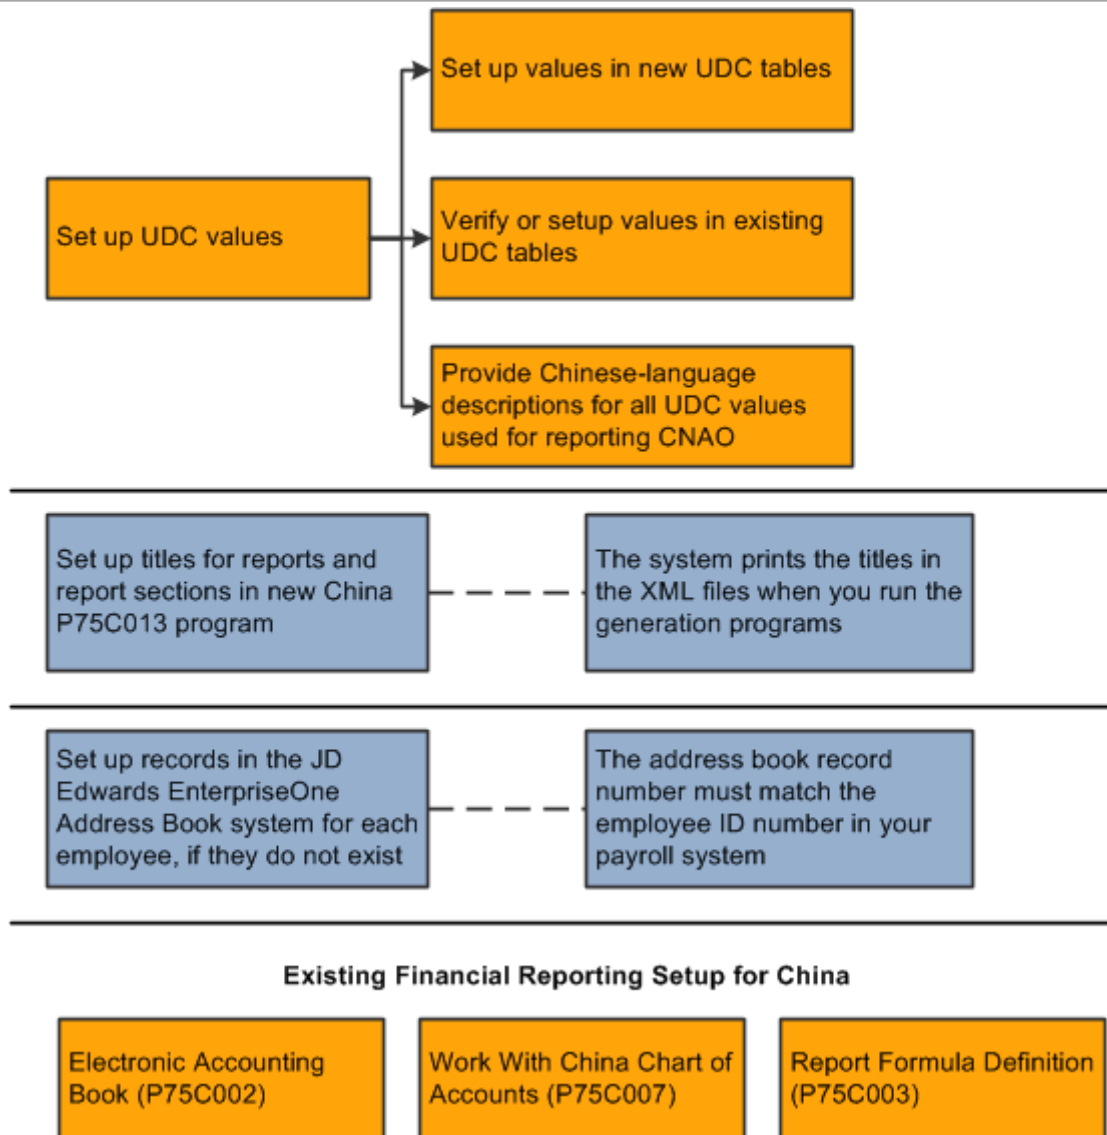 Set up values in new UDC tables
Set up UDC values
Verify or setup values in existing
UDC tables
Provide Chinese-language
descriptions for all UDC values
used for reporting CNAO
Set up titles for reports and
report sections in new China
P75C013 program
The system prints the titles in
the XML files when you run the
generation programs
Set up records in the JD
Edwards EnterpriseOne
Address Book system for each
employee, if they do not exist
The address book record
number must match the
employee ID number in your
payroll system
Existing Financial Reporting Setup for China
Electronic Accounting
Book (P75C002)
Work With China Chart of
Accounts (P75C007)
Report Formula Definition
(P75C003)